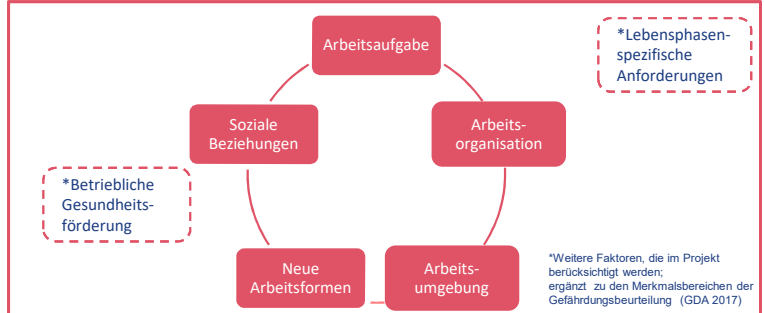 Arbeitsaufgabe
*Lebensphasen-
spezifische
Anforderungen
Soziale
Beziehungen
Arbeits-
organisation
*Betriebliche
Gesundheits-
förderung
Neue
Arbeitsformen
Arbeits-
umgebung
*Weitere Faktoren, die im Projekt
berücksichtigt werden;
ergänzt zu den Merkmalsbereichen der
Gefährdungsbeurteilung (GDA 2017)